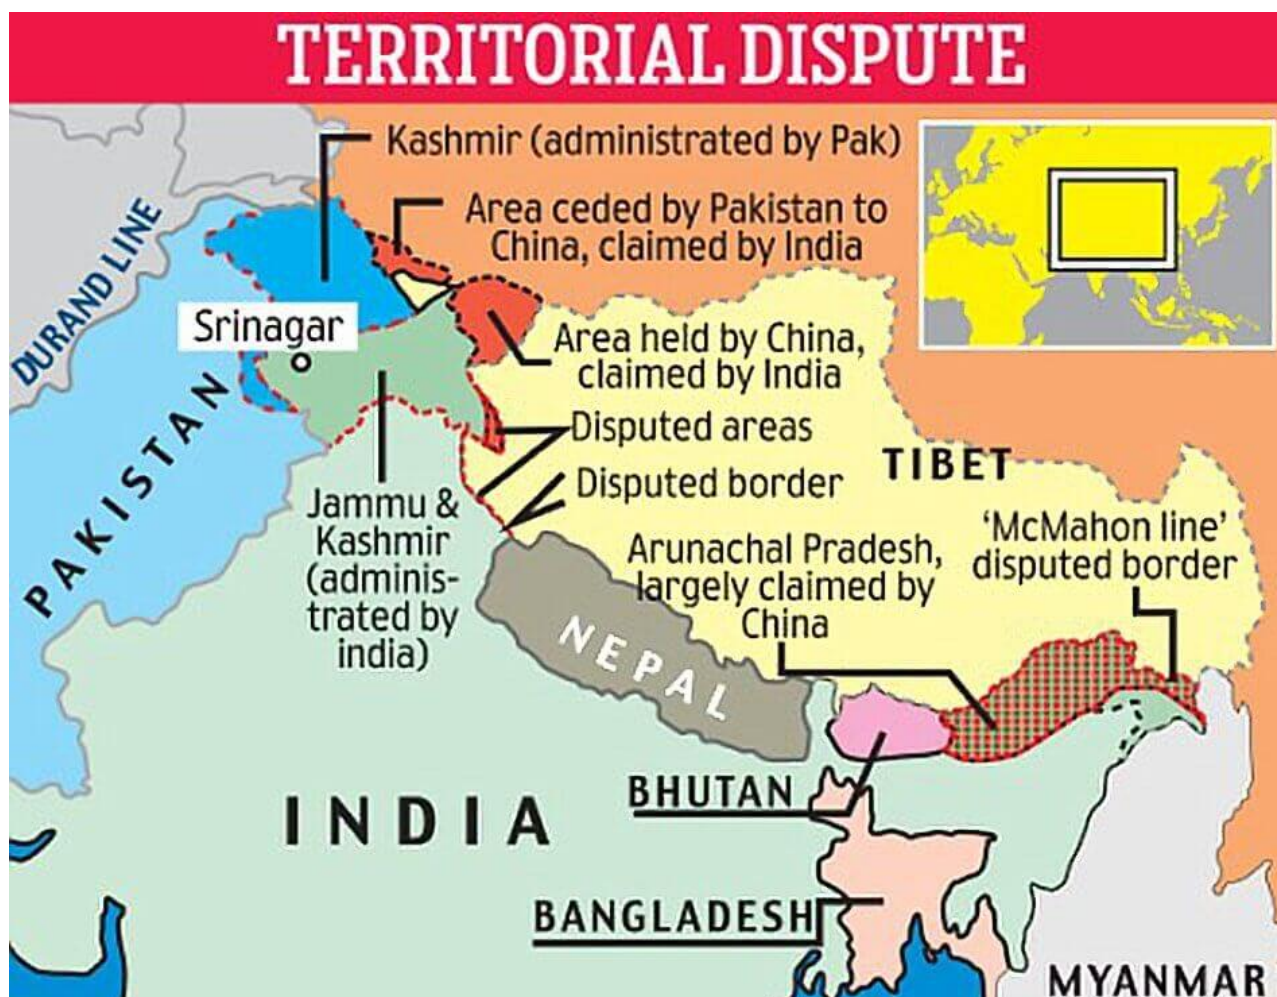 TERRITORIAL DISPUTE
Kashmir (administrated by Pak)
Area ceded by Pakistan to
China, claimed by India
DURAND LINE
Srinagar
Area held by China,
claimed by India
PAKISTAN
Disputed areas
TIBET
Disputed border
Jammu &
Kashmir
(adminis-
trated by
india)
'McMahon line'
disputed border
Arunachal Pradesh,
largely claimed by
China
NEPAL
INDIA
BHUTAN
BANGLADESH
MYANMAR